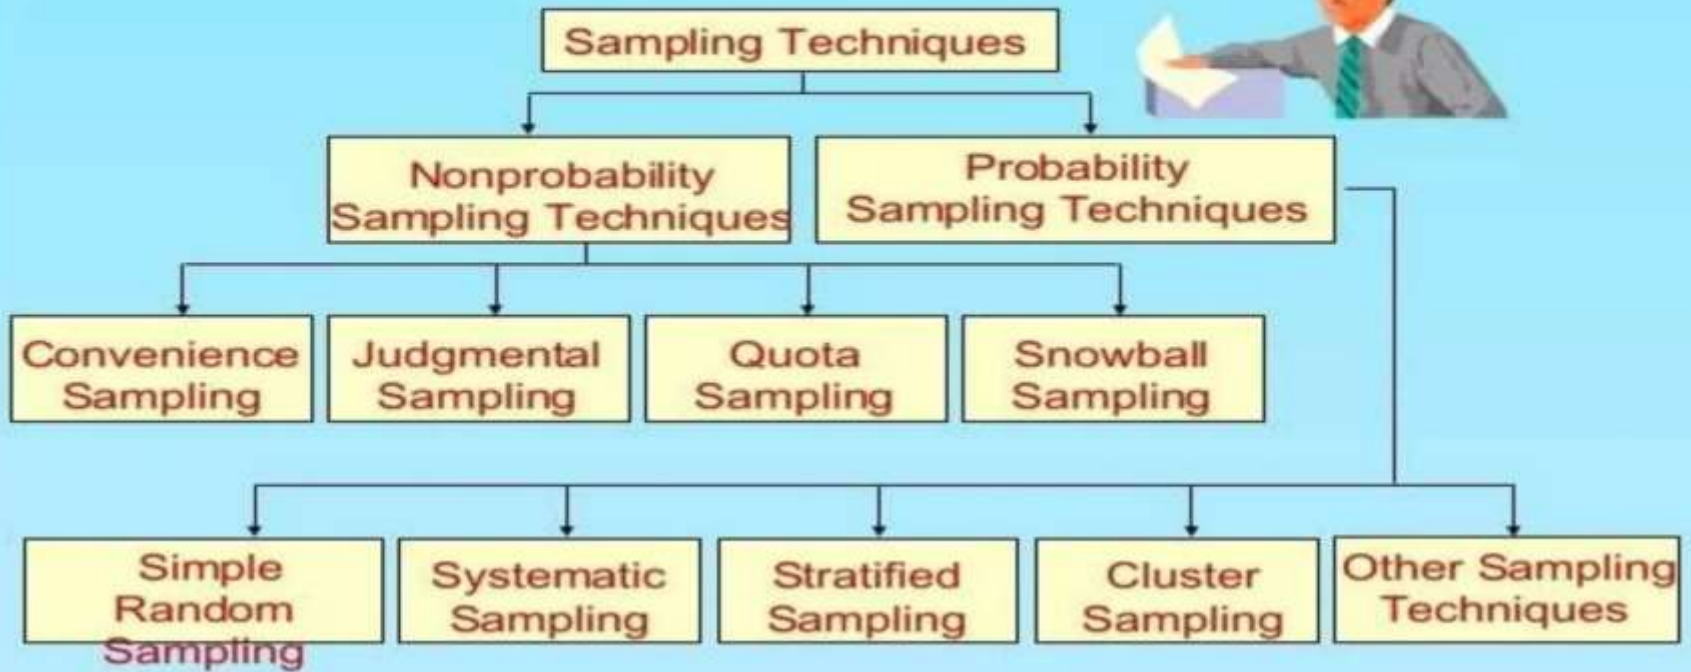 Sampling Techniques
Nonprobability
Sampling Techniques
Probability
Sampling Techniques
Convenience
Sampling
Judgmental
Sampling
Quota
Sampling
Snowball
Sampling
Simple
Random
Sampling
Systematic
Sampling
Stratified
Sampling
Cluster
Sampling
Other Sampling
Techniques